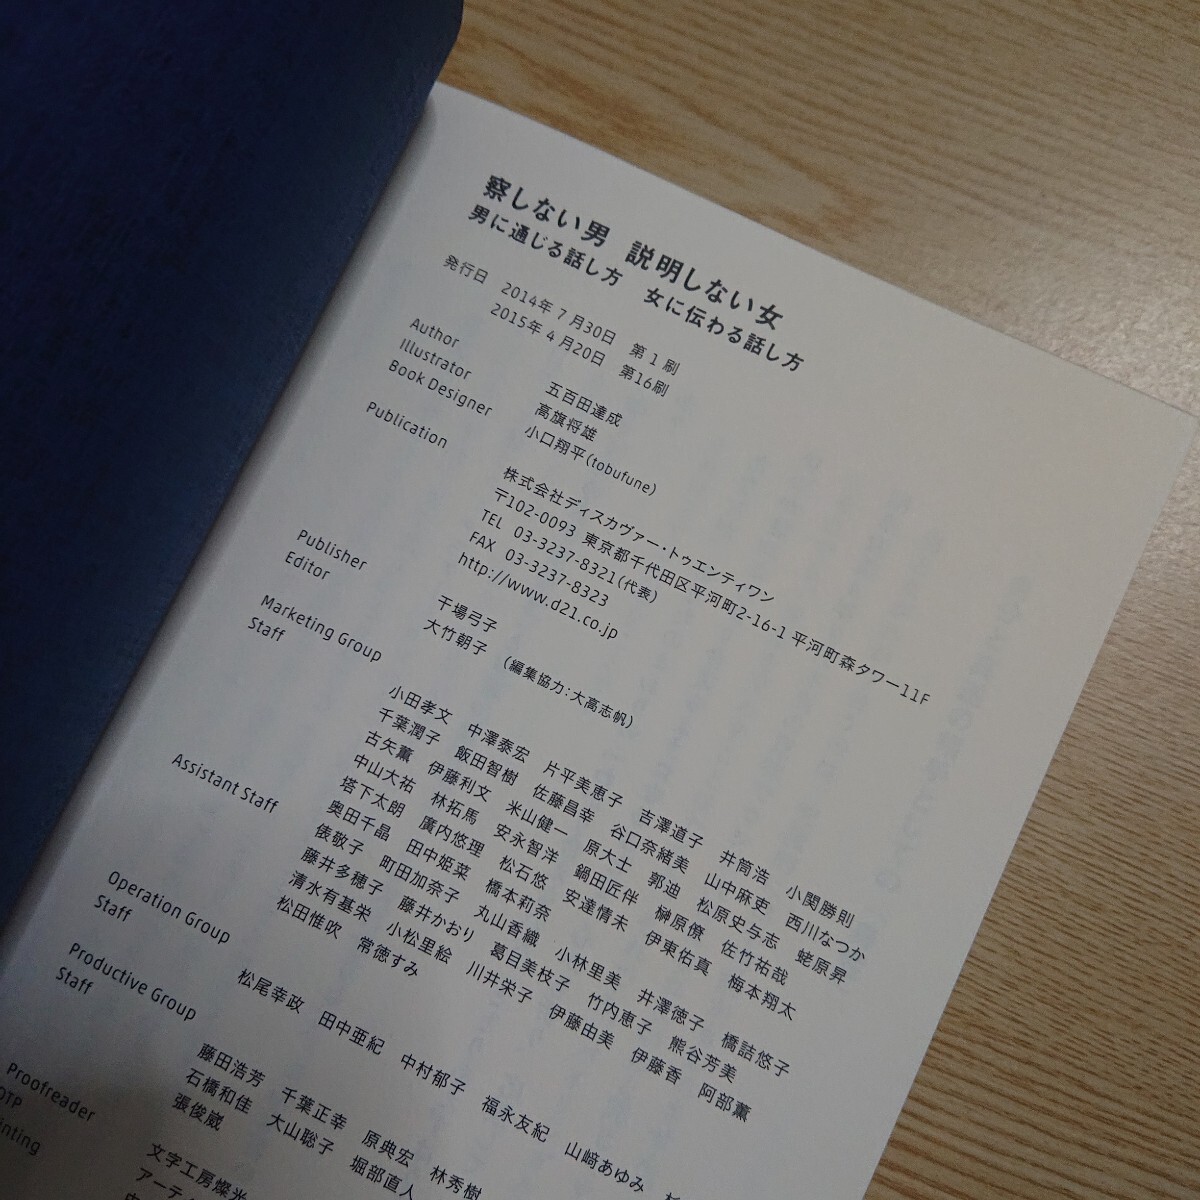 察しない男　説明しない女
男に通じる話し方　女に伝わる話し方
発行日　2014年 7月30日　第1刷
2015年 4月20日　第16刷
Author　五百田達成
Illustrator　高旗将雄
Book Designer　小口翔平(tobufune)
Publication　株式会社ディスカヴァー・トゥエンティワン
〒102-0093 東京都千代田区平河町2-16-1 平河町森タワー11F
TEL 03-3237-8321(代表)
FAX 03-3237-8323
http://www.d21.co.jp
Publisher　千場弓子
Editor　大竹朝子　(編集協力:大高志帆)
Marketing Group
Staff　小田孝文　中澤泰宏　片平美恵子　吉澤道子　井筒浩　小関勝則
千葉潤子　飯田智樹　佐藤昌幸　谷口奈緒美　山中麻吏　西川なつか
古矢薫　伊藤利文　米山健一　原大士　郭迪　松原史与志　蛯原昇
中山大祐　林拓馬　安永智洋　鍋田匠伴　榊原僚　佐竹祐哉
塔下太朗　廣内悠理　松石悠　安達情未　伊東佑真　梅本翔太
奥田千晶　田中姫菜　橋本莉奈
Assistant Staff　俵敬子　町田加奈子　丸山香織　小林里美　井澤徳子　橋詰悠子
藤井多穂子　藤井かおり　葛目美枝子　竹内恵子　熊谷芳美
清水有基栄　小松里絵　川井栄子　伊藤由美　伊藤香　阿部薫
松田惟吹　常徳すみ
Operation Group
Staff　松尾幸政　田中亜紀　中村郁子　福永友紀　山﨑あゆみ
Productive Group
Staff　藤田浩芳　千葉正幸　原典宏　林秀樹
石橋和佳　大山聡子　堀部直人
張俊崴
Proofreader　文字工房燦光